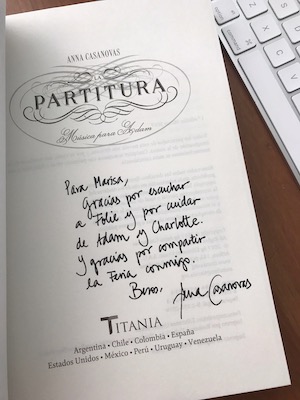 ANNA CASANOVAS
LA
PARTITURA
Música para Adam
Para Marisa,
Gracias por escuchar
a Folie y por cuidar
de Adam y Charlotte.
y gracias por compartir
la Feria conmigo.
Besos, Anna Casanovas
TITANIA
Argentina • Chile • Colombia • España
Estados Unidos • México • Perú • Uruguay • Venezuela